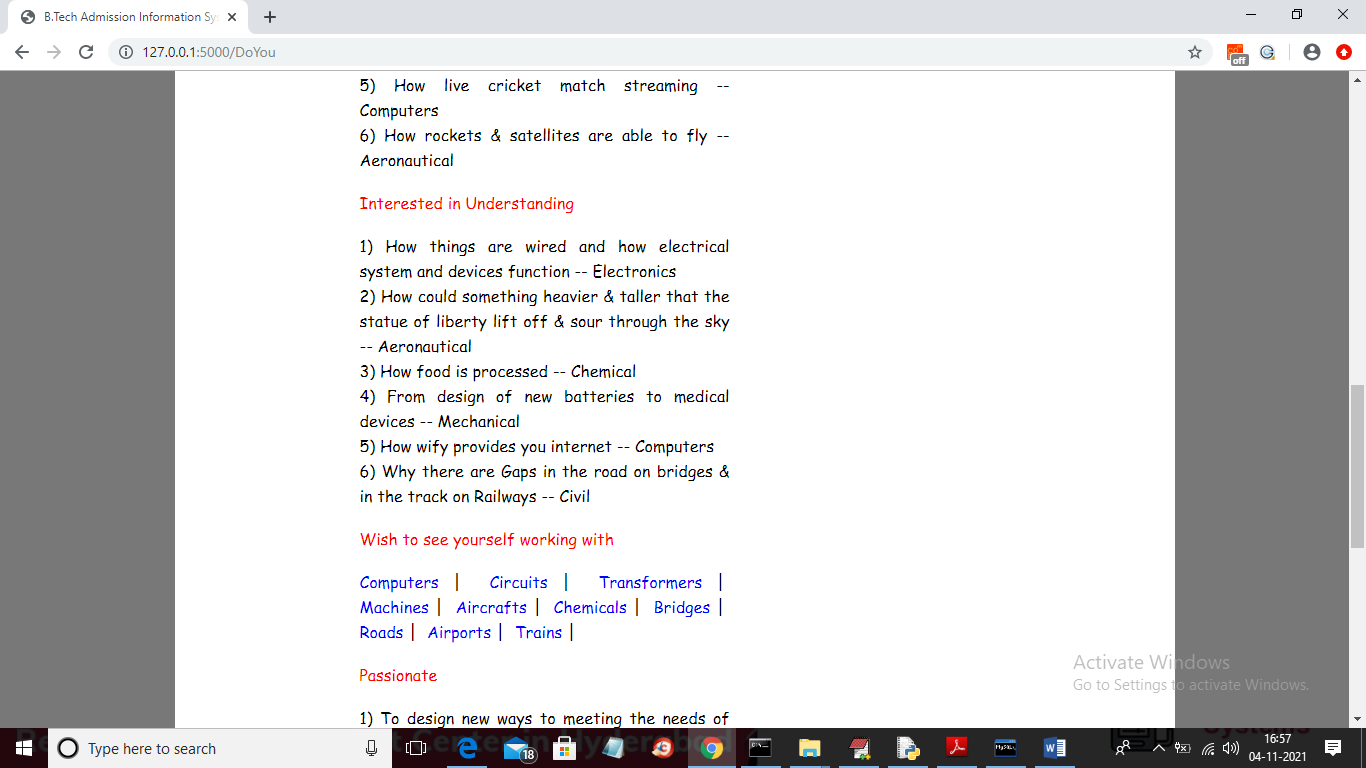 B.Tech Admission Information Sy
127.0.0.1:5000/DoYou
off
5) How live cricket match streaming --
Computers
6) How rockets & satellites are able to fly --
Aeronautical
Interested in Understanding
1) How things are wired and how electrical
system and devices function -- Electronics
2) How could something heavier & taller that the
statue of liberty lift off & sour through the sky
-- Aeronautical
3) How food is processed -- Chemical
4) From design of new batteries to medical
devices -- Mechanical
5) How wify provides you internet -- Computers
6) Why there are Gaps in the road on bridges &
in the track on Railways -- Civil
Wish to see yourself working with
Computers | Circuits | Transformers |
Machines | Aircrafts | Chemicals | Bridges |
Roads | Airports | Trains |
Passionate
1) To design new ways to meeting the needs of
Activate Windows
Go to Settings to activate Windows.
Type here to search
18
MySQL
16:57
04-11-2021